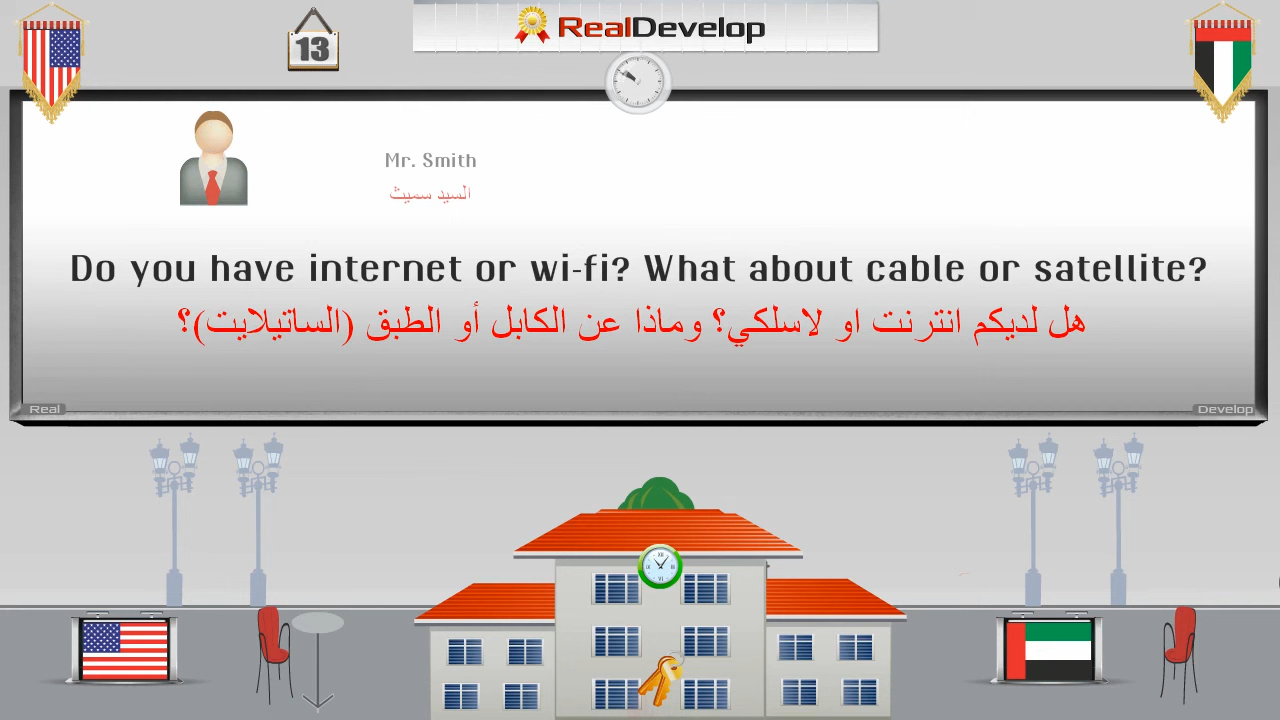 13
RealDevelop
Mr. Smith
السيد سميث
Do you have internet or wi-fi? What about cable or satellite?
هل لديكم انترنت او لاسلكي؟ وماذا عن الكابل أو الطبق (الساتيلايت)؟
Real
Develop